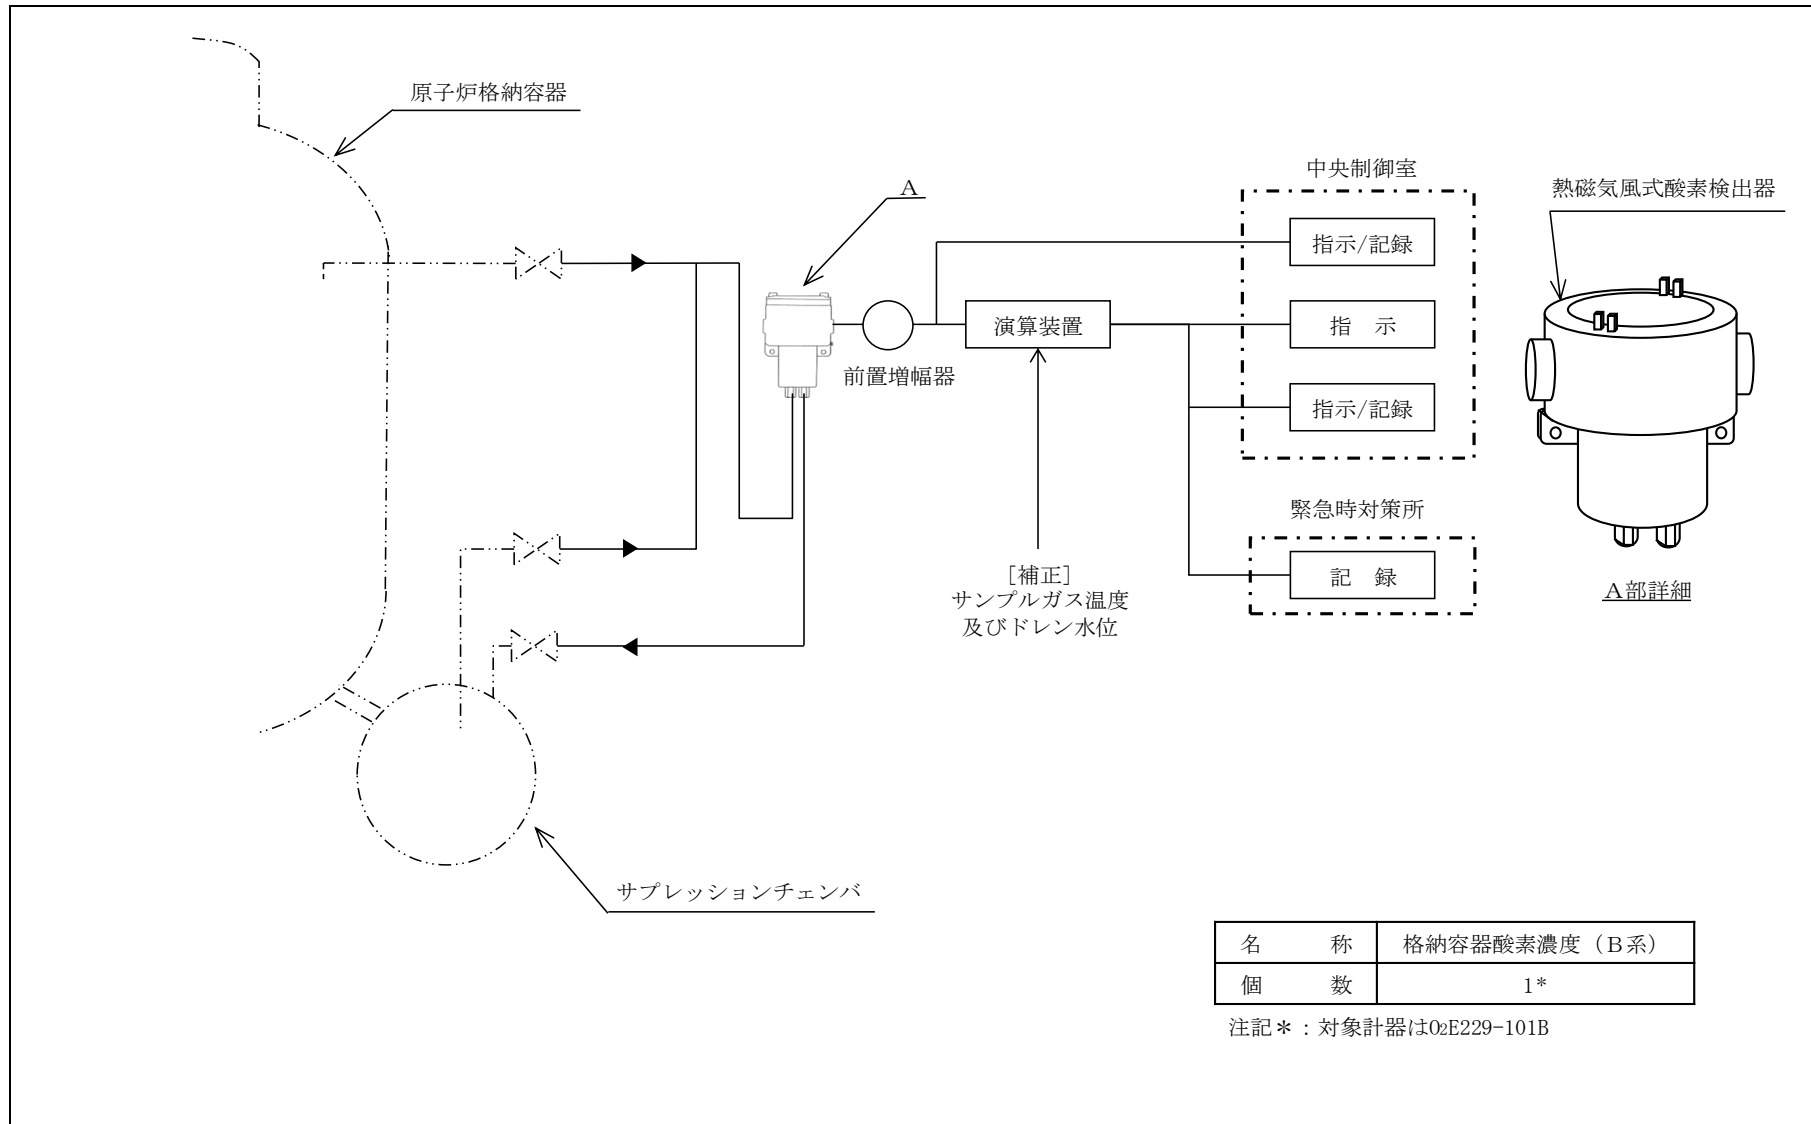 原子炉格納容器
A
中央制御室
熱磁気風式酸素検出器
指示/記録
演算装置
指 示
前置増幅器
指示/記録
緊急時対策所
[補正]
サンプルガス温度
及びドレン水位
記 録
A部詳細
サプレッションチェンバ
名 称 格納容器酸素濃度（B系）
個 数 1*
注記＊：対象計器はO2E229-101B